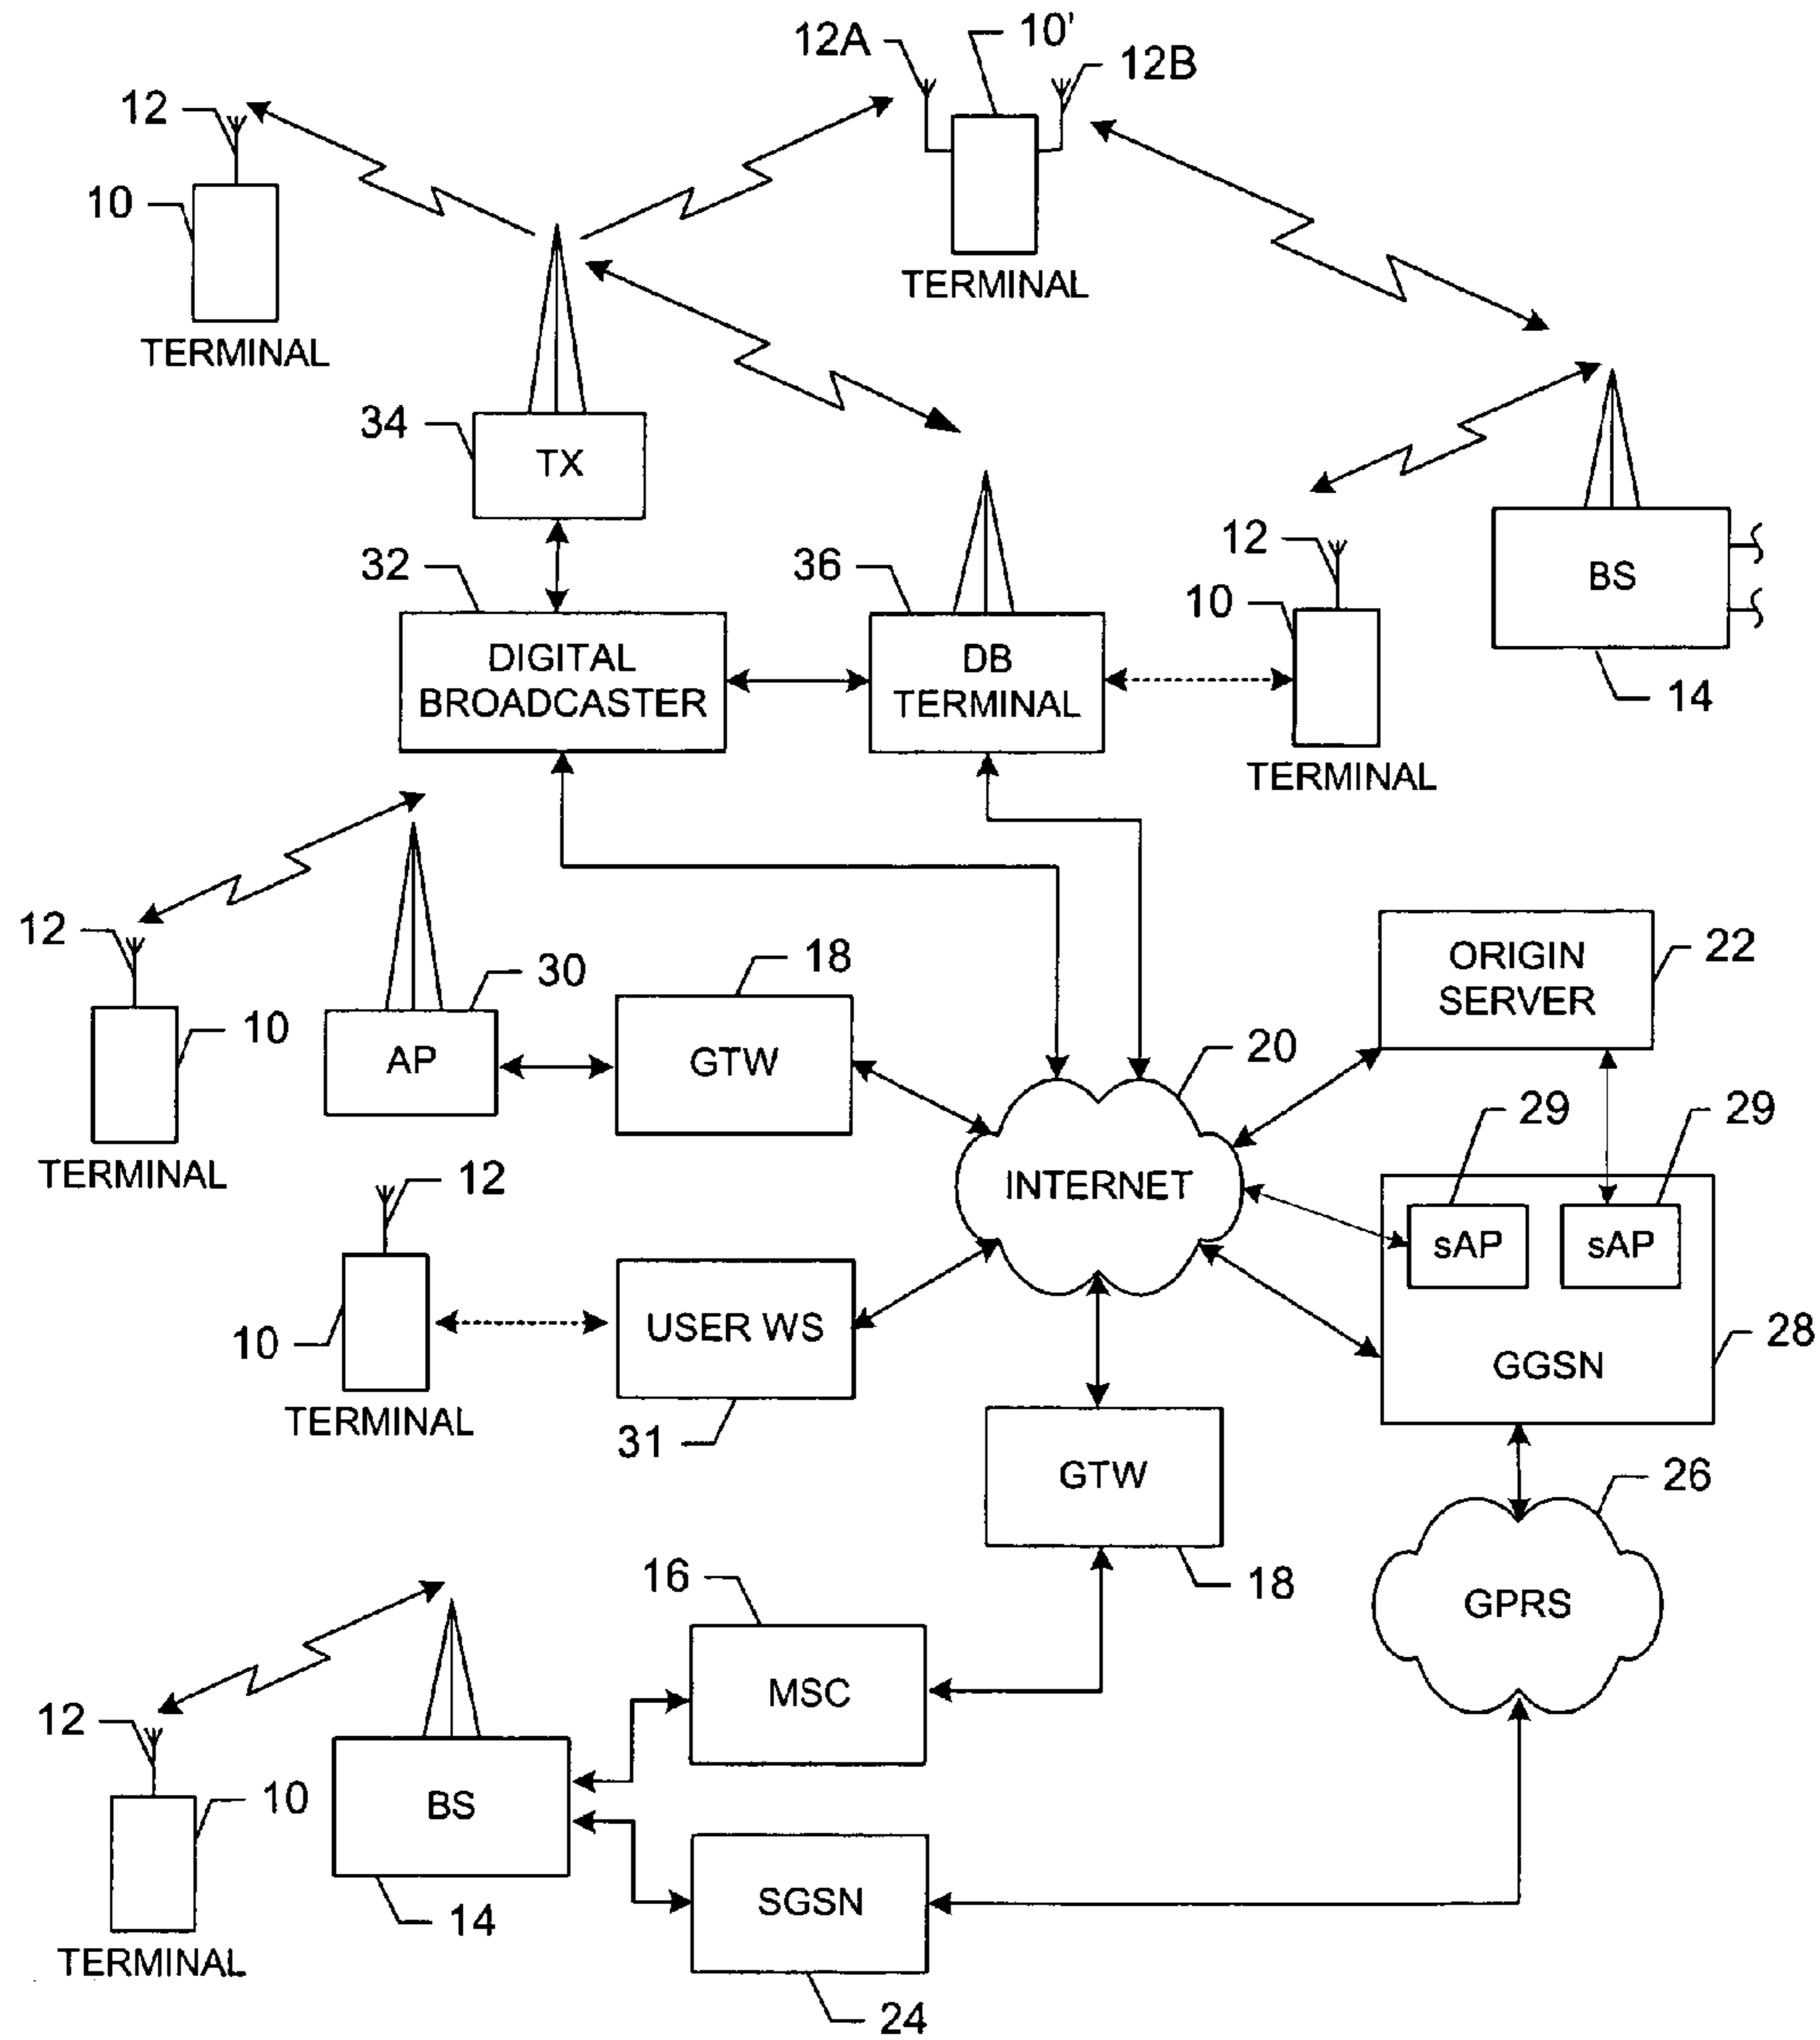 12A
10'
12B
12
10
TERMINAL
TERMINAL
34
TX
32
36
12
10
BS
DIGITAL
BROADCASTER
DB
TERMINAL
14
TERMINAL
12
30
18
ORIGIN
SERVER
22
10
AP
GTW
20
29
29
TERMINAL
12
INTERNET
sAP
sAP
10
USER WS
28
GGSN
TERMINAL
31
GTW
26
16
18
GPRS
12
MSC
10
BS
14
SGSN
TERMINAL
24